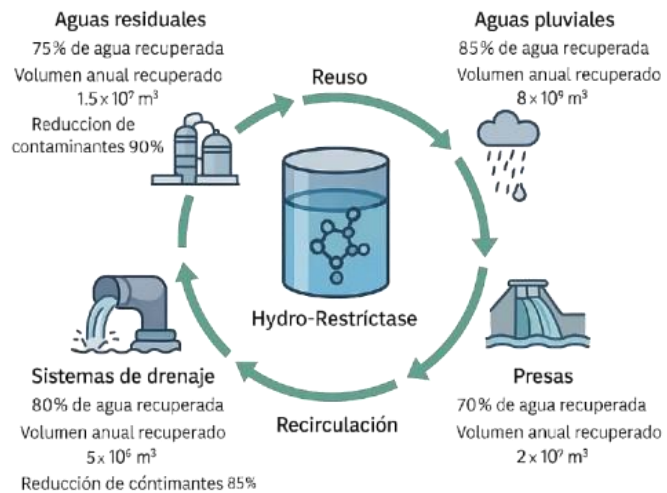 Aguas residuales
75% de agua recuperada
Volumen anual recuperado
1.5 x 10⁷ m³
Reduccion de
contaminantes 90%
Reuso
Aguas pluviales
85% de agua recuperada
Volumen anual recuperado
8 x 10⁹ m³
Hydro-Restríctase
Sistemas de drenaje
80% de agua recuperada
Volumen anual recuperado
5 x 10⁶ m³
Reducción de cóntimantes 85%
Recirculación
Presas
70% de agua recuperada
Volumen anual recuperado
2 x 10⁷ m³